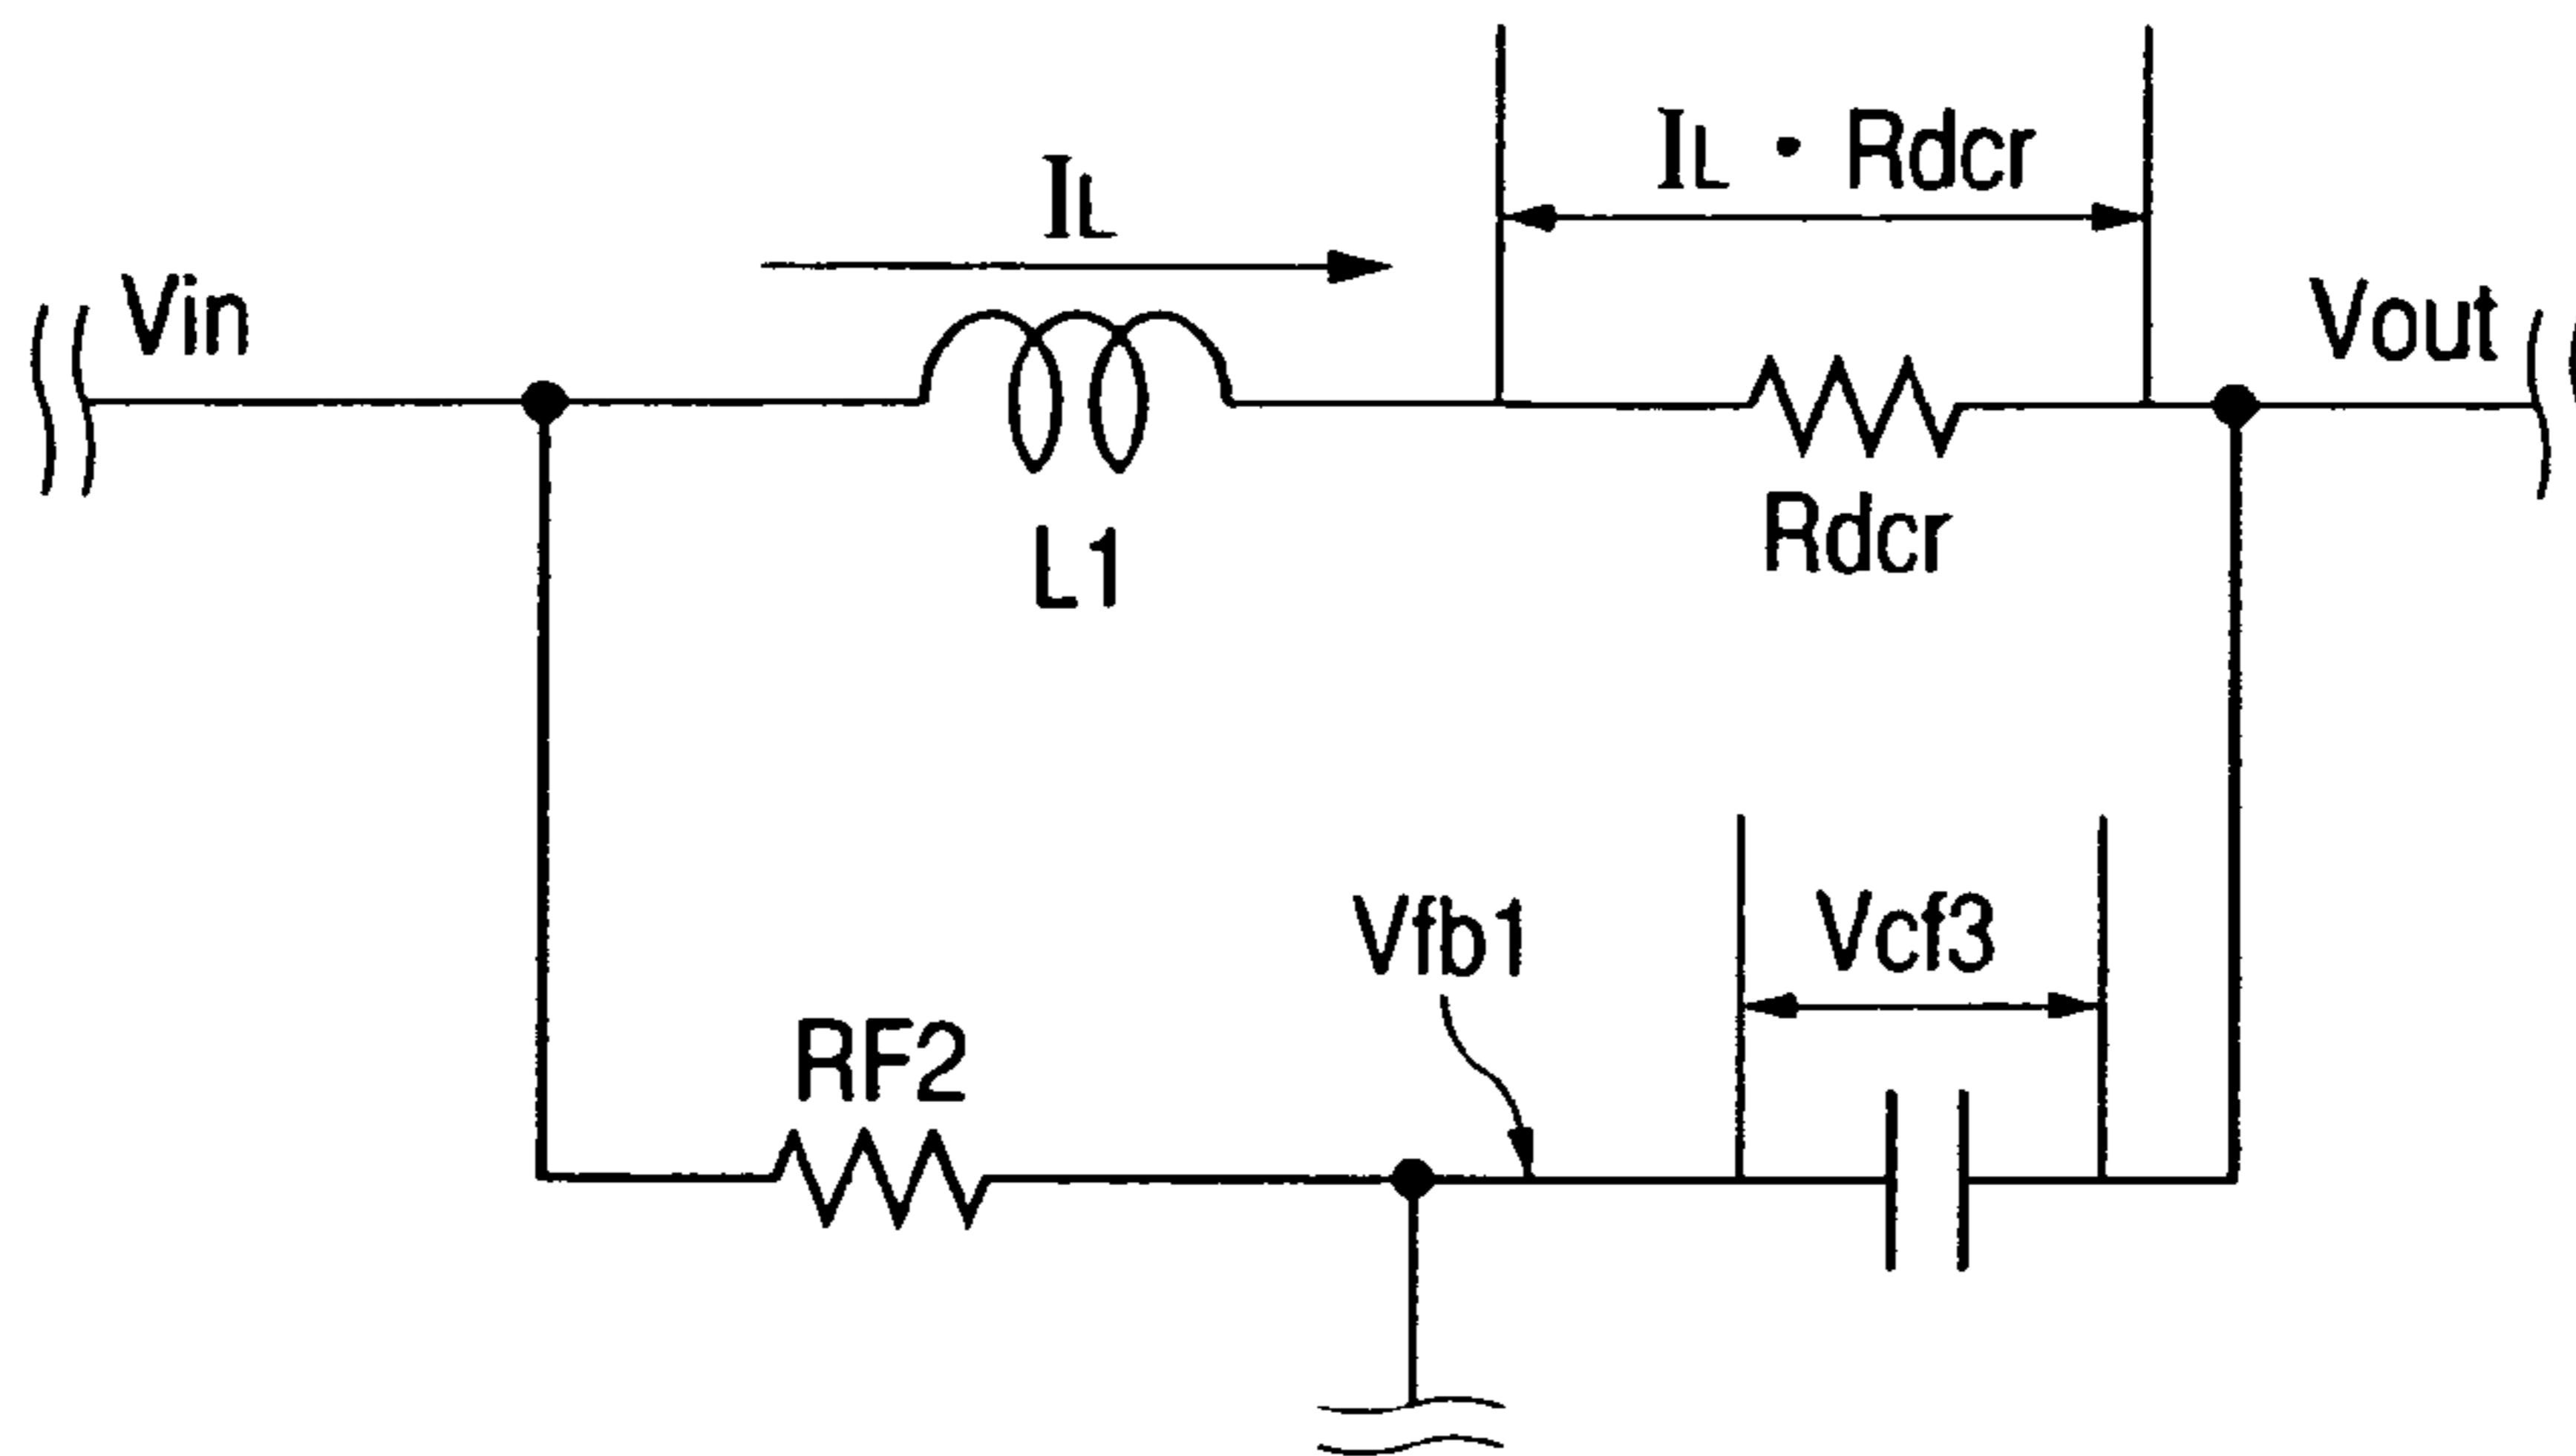 IL
IL · Rdcr
Vin
Vout
L1
Rdcr
Vfb1
Vcf3
RF2